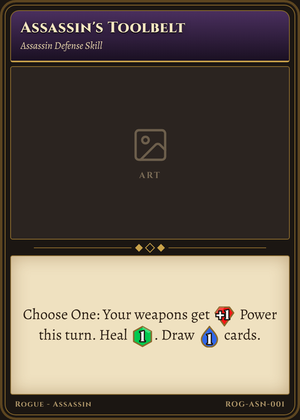 Assassin's Toolbelt
Assassin Defense Skill
ART
Choose One: Your weapons get +1 Power
this turn. Heal 1. Draw 1 cards.
Rogue - Assassin
ROG-ASN-001